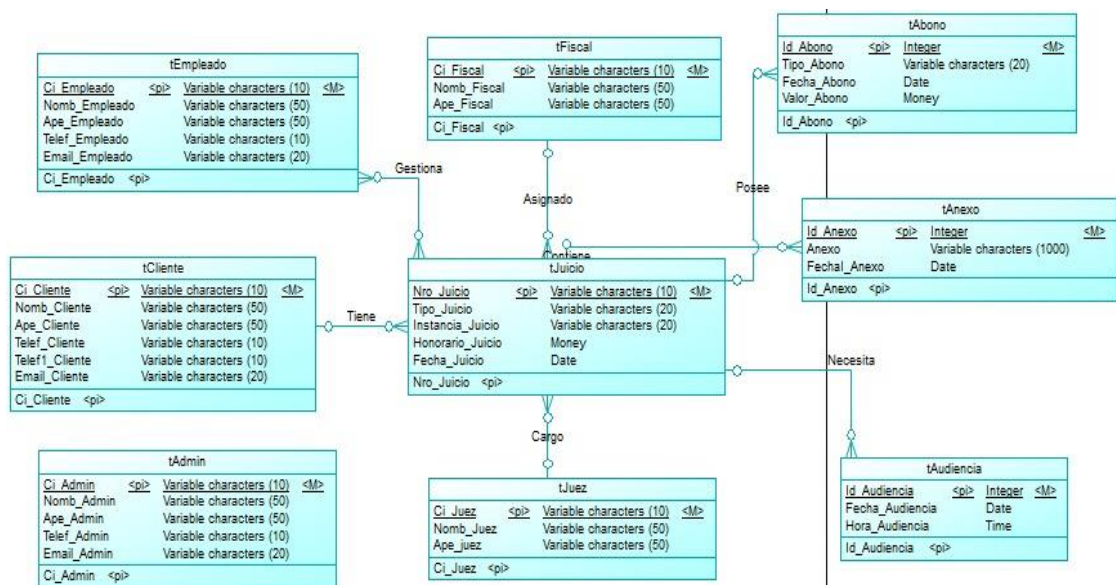 tEmpleado
Ci_Empleado <pi> Variable characters (10) <M>
Nomb_Empleado Variable characters (50)
Ape_Empleado Variable characters (50)
Telef_Empleado Variable characters (10)
Email_Empleado Variable characters (20)
Ci_Empleado <pi>
tFiscal
Ci_Fiscal <pi> Variable characters (10) <M>
Nomb_Fiscal Variable characters (50)
Ape_Fiscal Variable characters (50)
Ci_Fiscal <pi>
tAbono
Id_Abono <pi> Integer <M>
Tipo_Abono Variable characters (20)
Fecha_Abono Date
Valor_Abono Money
Id_Abono <pi>
Gestiona
Asignado
Posee
Contiene
tAnexo
Id_Anexo <pi> Integer <M>
Anexo Variable characters (1000)
Fechal_Anexo Date
Id_Anexo <pi>
tCliente
Ci_Cliente <pi> Variable characters (10) <M>
Nomb_Cliente Variable characters (50)
Ape_Cliente Variable characters (50)
Telef_Cliente Variable characters (10)
Telef1_Cliente Variable characters (10)
Email_Cliente Variable characters (20)
Ci_Cliente <pi>
Tiene
tJuicio
Nro_Juicio <pi> Variable characters (10) <M>
Tipo_Juicio Variable characters (20)
Instancia_Juicio Variable characters (20)
Honorario_Juicio Money
Fecha_Juicio Date
Nro_Juicio <pi>
Necesita
Cargo
tAdmin
Ci_Admin <pi> Variable characters (10) <M>
Nomb_Admin Variable characters (50)
Ape_Admin Variable characters (50)
Telef_Admin Variable characters (10)
Email_Admin Variable characters (20)
Ci_Admin <pi>
tJuez
Ci_Juez <pi> Variable characters (10) <M>
Nomb_Juez Variable characters (50)
Ape_juez Variable characters (50)
Ci_Juez <pi>
tAudiencia
Id_Audiencia <pi> Integer <M>
Fecha_Audiencia Date
Hora_Audiencia Time
Id_Audiencia <pi>